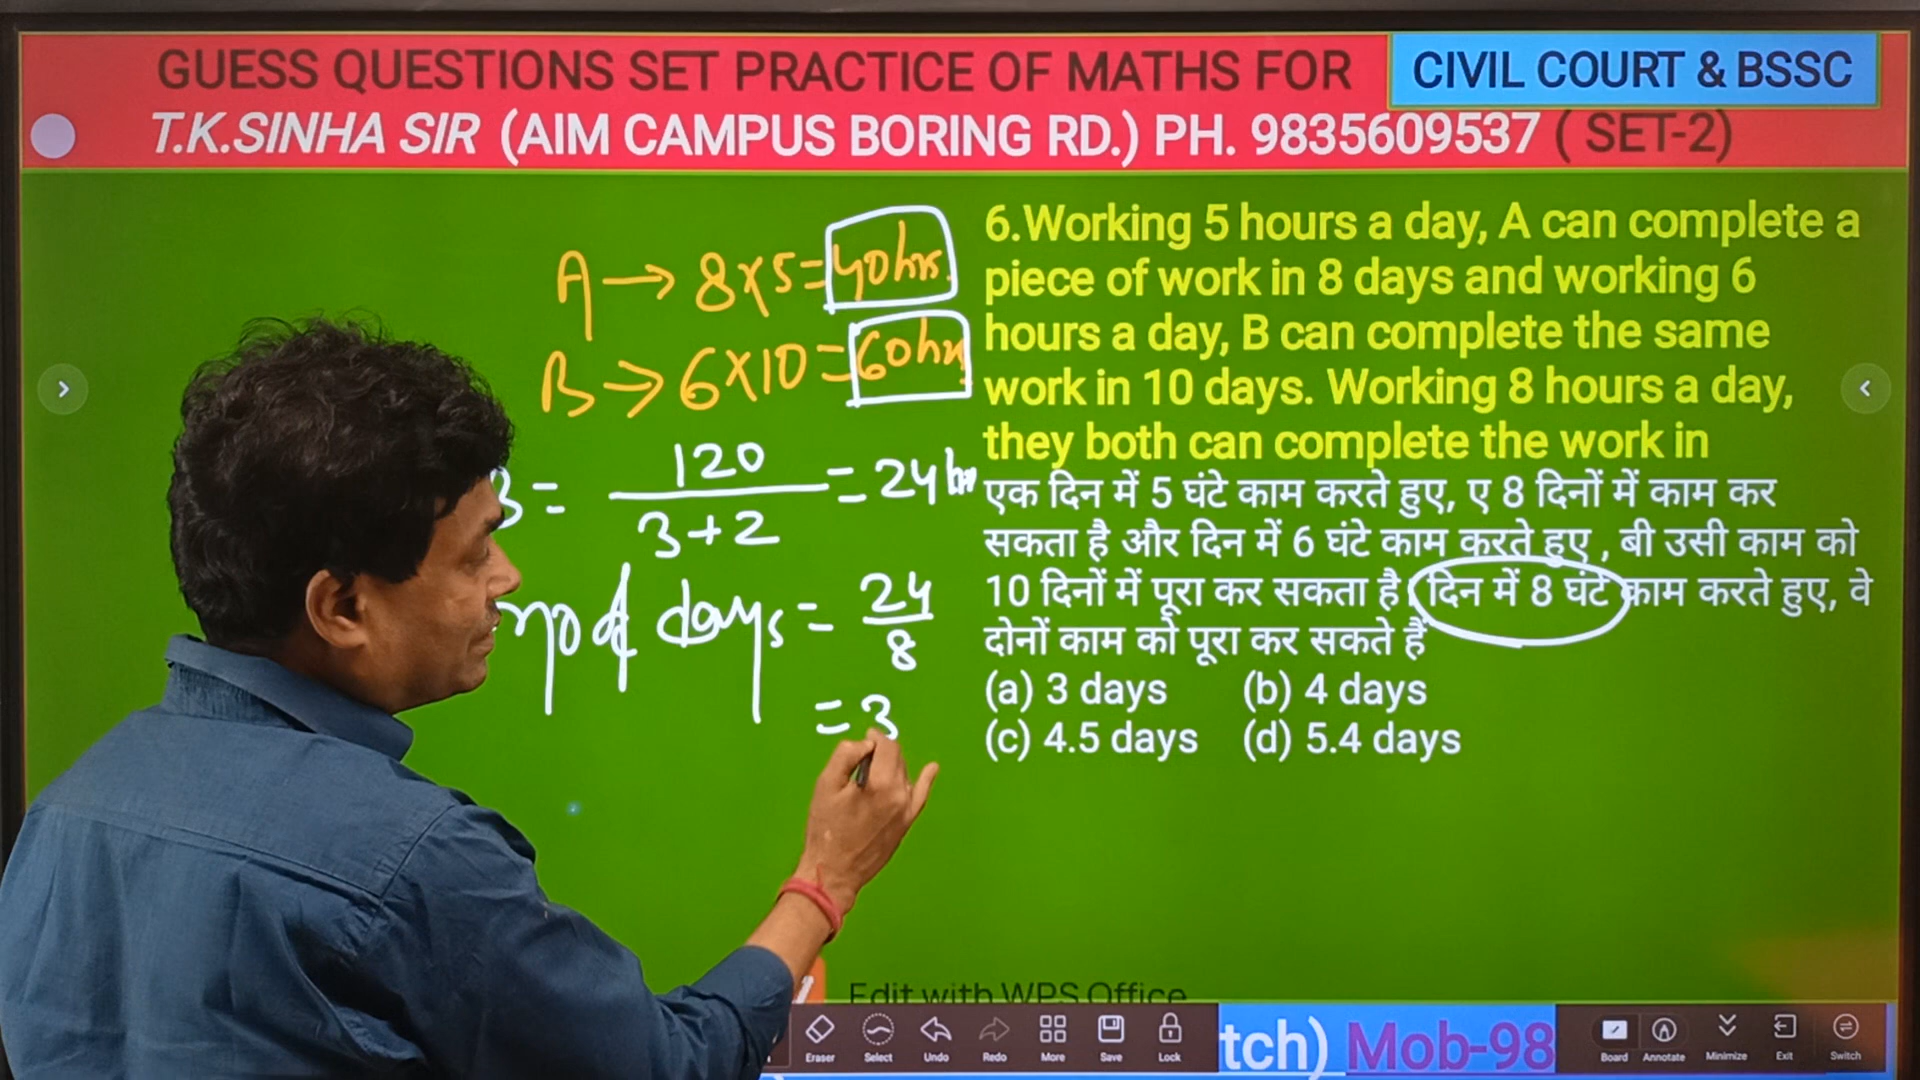 GUESS QUESTIONS SET PRACTICE OF MATHS FOR CIVIL COURT & BSSC
T.K.SINHA SIR (AIM CAMPUS BORING RD.) PH. 9835609537 ( SET-2)
A → 8×5=40hrs.
B → 6×10=60hr
120
3+2
= 24hr
no of days = 24
8
=3
6.Working 5 hours a day, A can complete a
piece of work in 8 days and working 6
hours a day, B can complete the same
work in 10 days. Working 8 hours a day,
they both can complete the work in
एक दिन में 5 घंटे काम करते हुए, ए 8 दिनों में काम कर
सकता है और दिन में 6 घंटे काम करते हुए , बी उसी काम को
10 दिनों में पूरा कर सकता है। दिन में 8 घंटे काम करते हुए, वे
दोनों काम को पूरा कर सकते हैं
(a) 3 days (b) 4 days
(c) 4.5 days (d) 5.4 days
Edit with WPS Office
Eraser Select Undo Redo More Save Lock
tch) Mob-98
Board Annotate Minimize Exit Switch